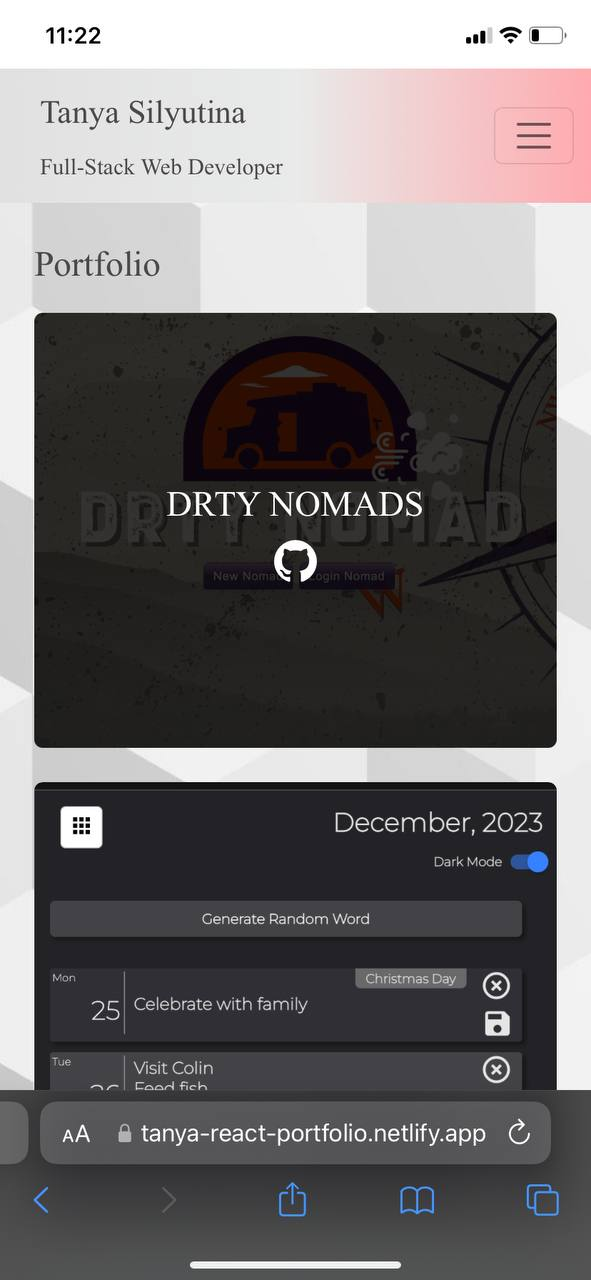 11:22
Tanya Silyutina
Full-Stack Web Developer
Portfolio
DRTY NOMADS
DRTY NOMAD
New Nomad
Login Nomad
December, 2023
Dark Mode
Generate Random Word
Mon
Christmas Day
25
Celebrate with family
Tue
Visit Colin
Feed fish
AA
tanya-react-portfolio.netlify.app